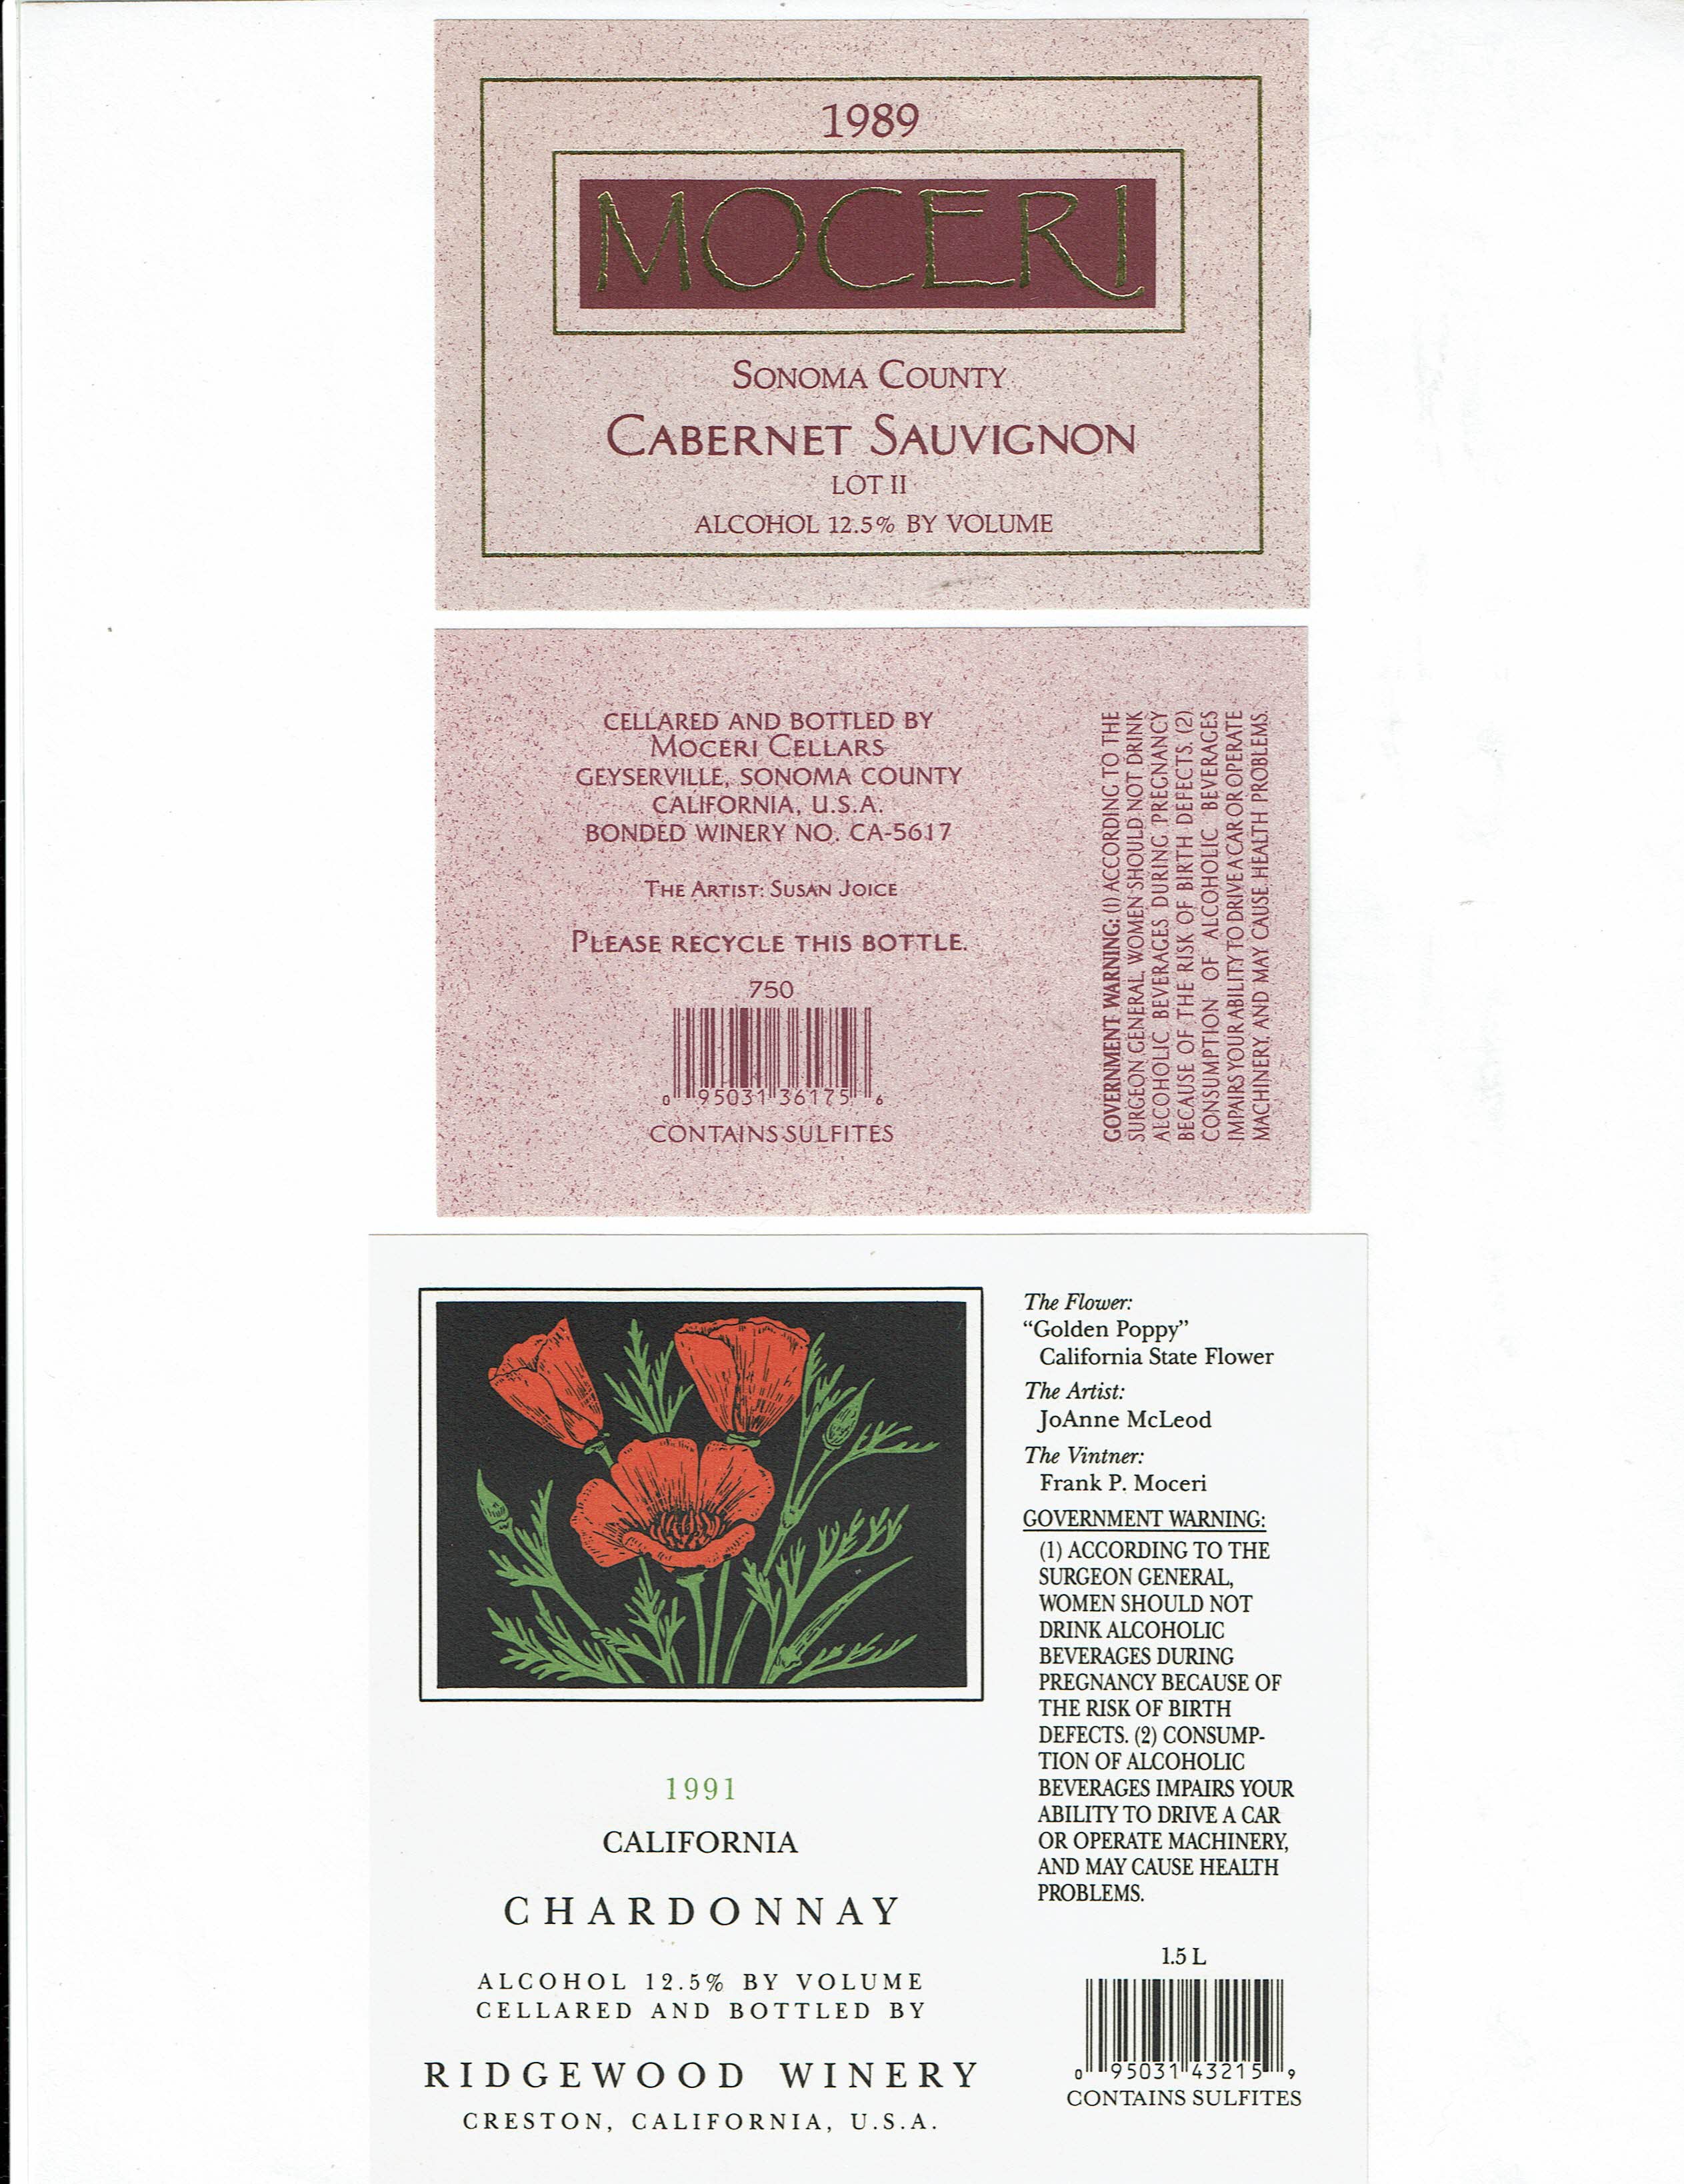 1989
MOCERI
SONOMA COUNTY
CABERNET SAUVIGNON
LOT II
ALCOHOL 12.5% BY VOLUME
CELLARED AND BOTTLED BY
MOCERI CELLARS
GEYSERVILLE, SONOMA COUNTY
CALIFORNIA, U.S.A.
BONDED WINERY NO. CA-5617
THE ARTIST: SUSAN JOICE
PLEASE RECYCLE THIS BOTTLE.
750
0 95031 36175 6
CONTAINS SULFITES
GOVERNMENT WARNING: (1) ACCORDING TO THE
SURGEON GENERAL, WOMEN SHOULD NOT DRINK
ALCOHOLIC BEVERAGES DURING PREGNANCY
BECAUSE OF THE RISK OF BIRTH DEFECTS. (2)
CONSUMPTION OF ALCOHOLIC BEVERAGES
IMPAIRS YOUR ABILITY TO DRIVE A CAR OR OPERATE
MACHINERY, AND MAY CAUSE HEALTH PROBLEMS.
1991
CALIFORNIA
CHARDONNAY
ALCOHOL 12.5% BY VOLUME
CELLARED AND BOTTLED BY
RIDGEWOOD WINERY
CRESTON, CALIFORNIA, U.S.A.
The Flower:
“Golden Poppy”
California State Flower
The Artist:
JoAnne McLeod
The Vintner:
Frank P. Moceri
GOVERNMENT WARNING:
(1) ACCORDING TO THE
SURGEON GENERAL,
WOMEN SHOULD NOT
DRINK ALCOHOLIC
BEVERAGES DURING
PREGNANCY BECAUSE OF
THE RISK OF BIRTH
DEFECTS. (2) CONSUMP-
TION OF ALCOHOLIC
BEVERAGES IMPAIRS YOUR
ABILITY TO DRIVE A CAR
OR OPERATE MACHINERY,
AND MAY CAUSE HEALTH
PROBLEMS.
1.5 L
0 95031 43215 9
CONTAINS SULFITES